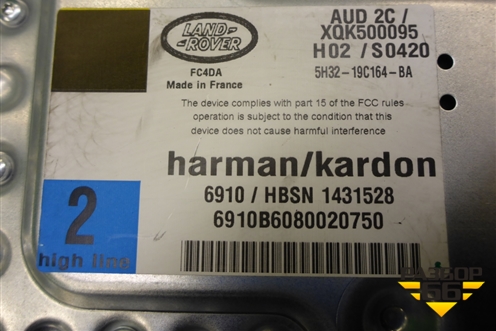 LAND-
ROVER
AUD 2C /
XQK500095
H02 / S0420
FC4DA
Made in France
5H32-19C164-BA
The device complies with part 15 of the FCC rules
operation is subject to the condition that this
device does not cause harmful interference
harman/kardon
6910 / HBSN 1431528
6910B6080020750
2
high line
РАЗБОР
66